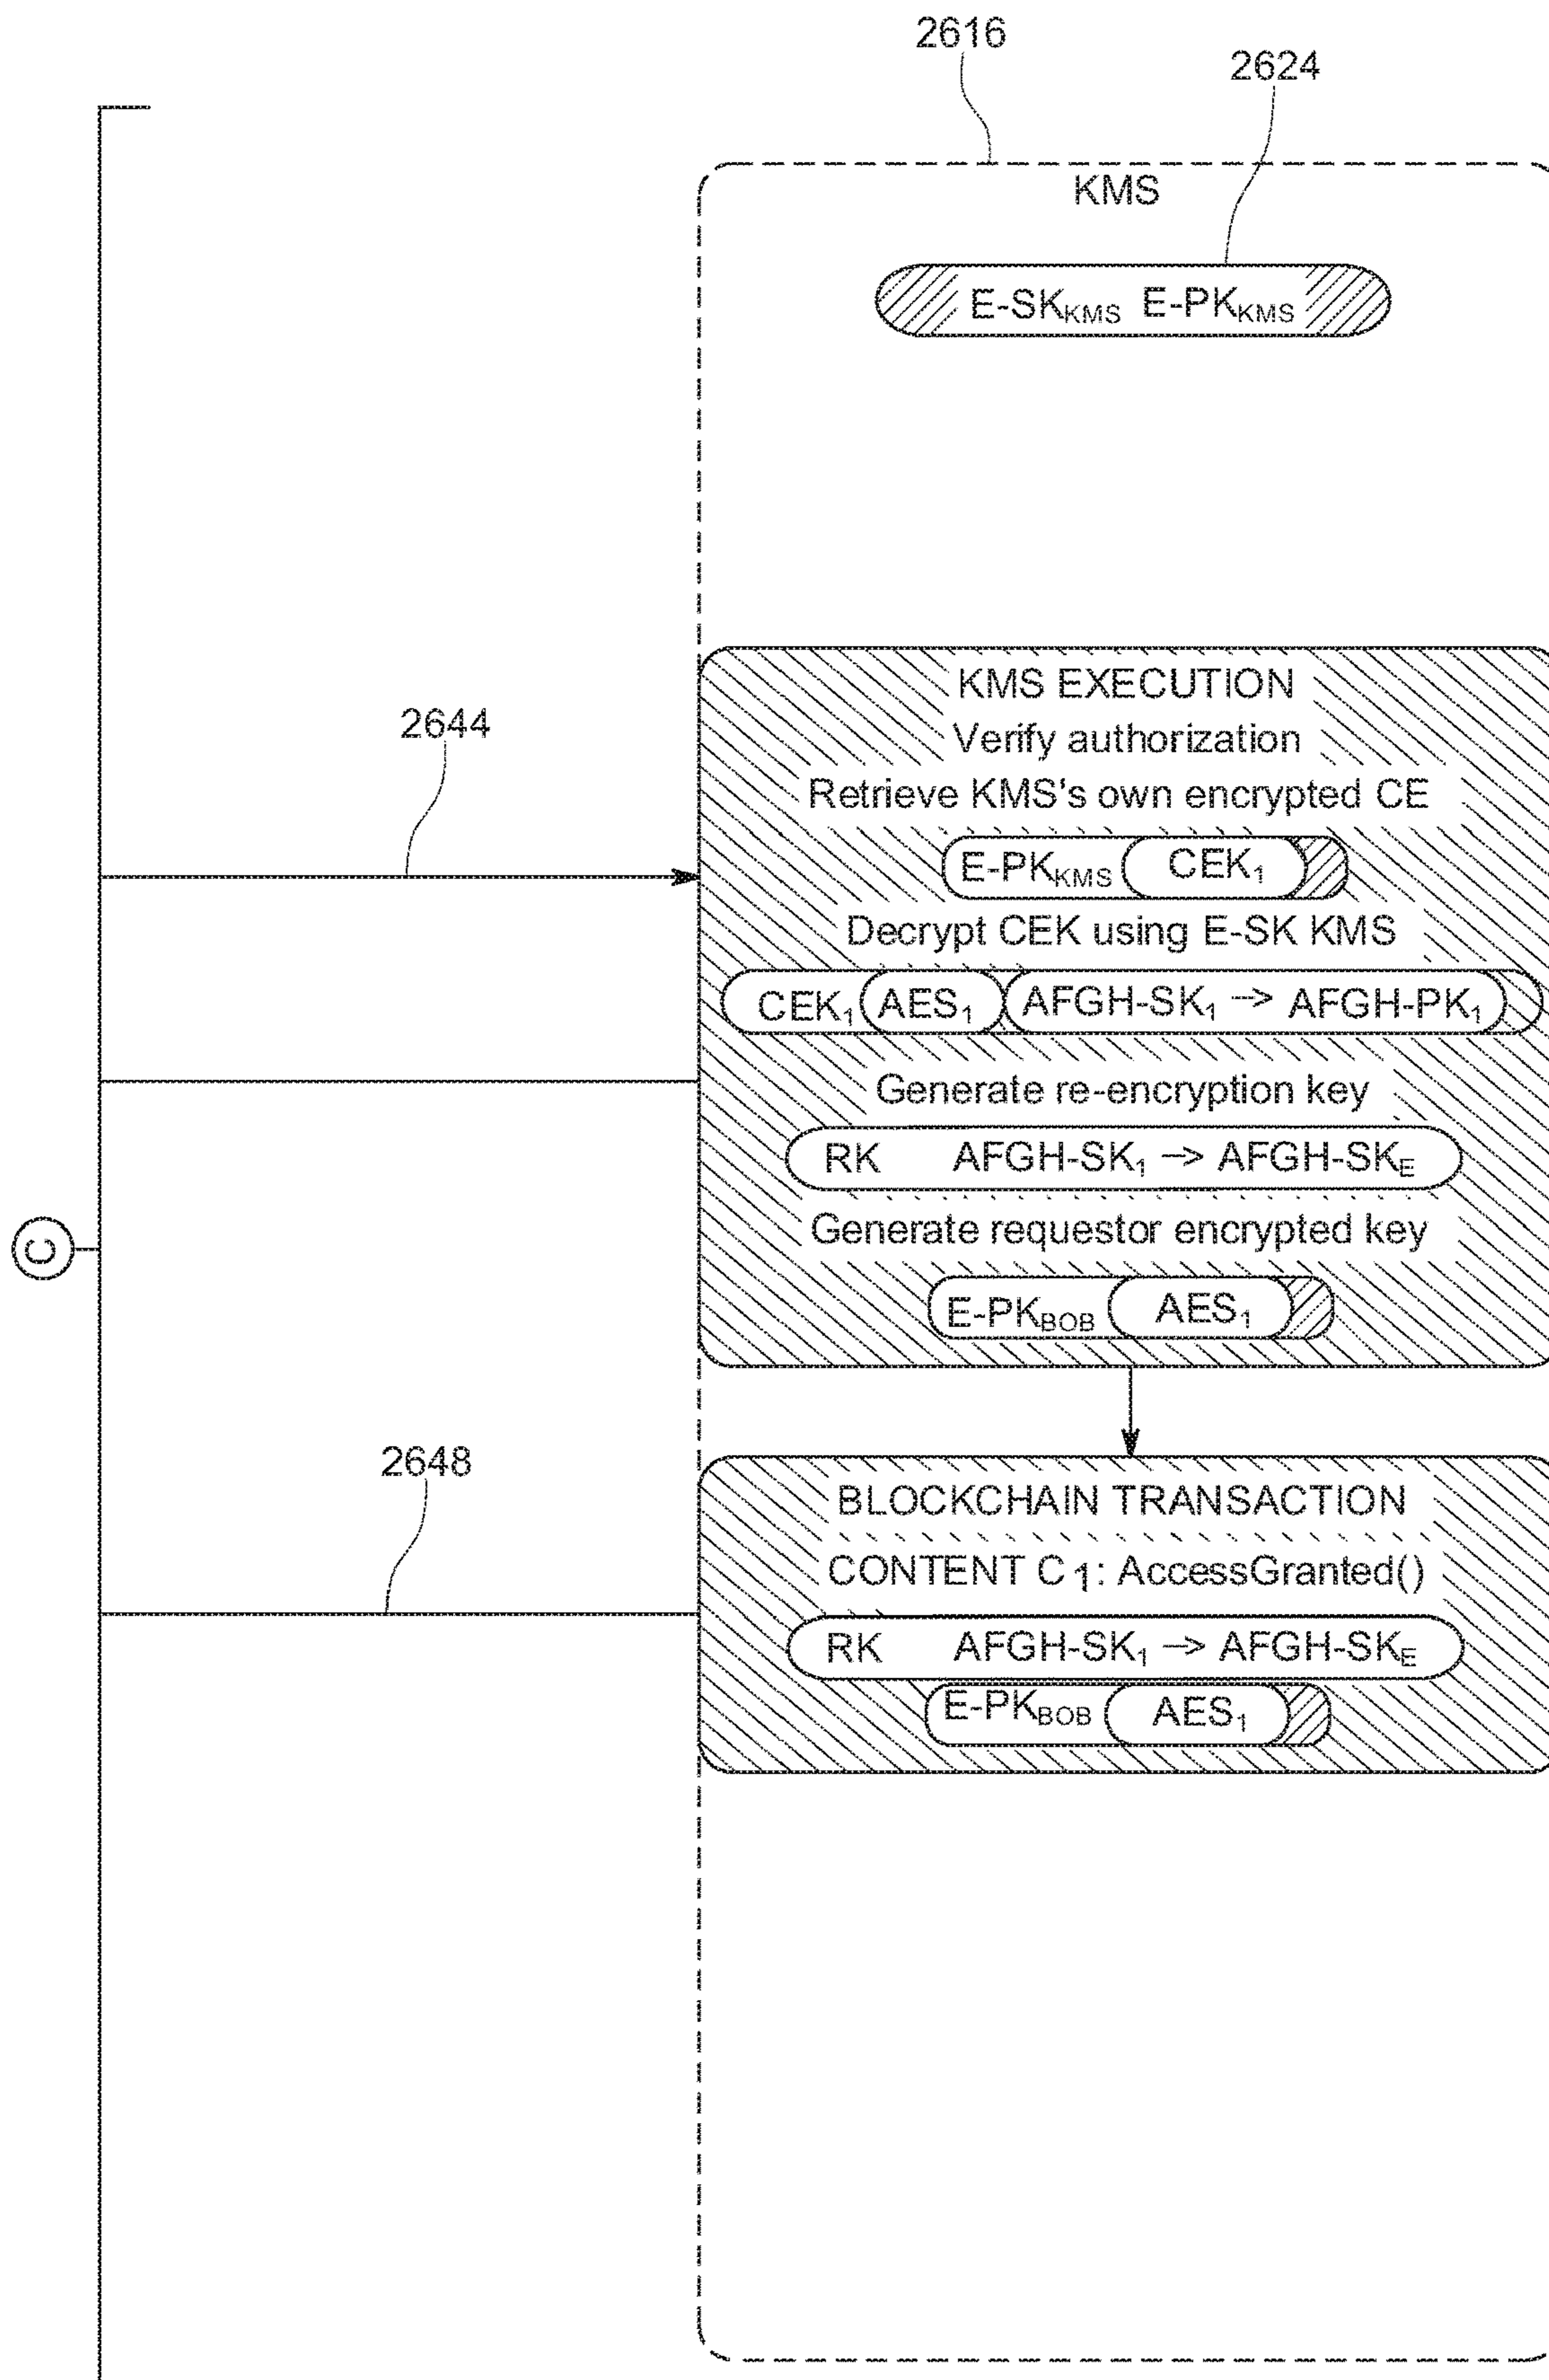 2616
2624
KMS
E-SKKMS E-PKKMS
2644
KMS EXECUTION
Verify authorization
Retrieve KMS's own encrypted CE
E-PKKMS CEK1
Decrypt CEK using E-SK KMS
CEK1 AES1 AFGH-SK1 -> AFGH-PK1
Generate re-encryption key
RK AFGH-SK1 -> AFGH-SKE
Generate requestor encrypted key
E-PKBOB AES1
C
2648
BLOCKCHAIN TRANSACTION
CONTENT C1: AccessGranted()
RK AFGH-SK1 -> AFGH-SKE
E-PKBOB AES1